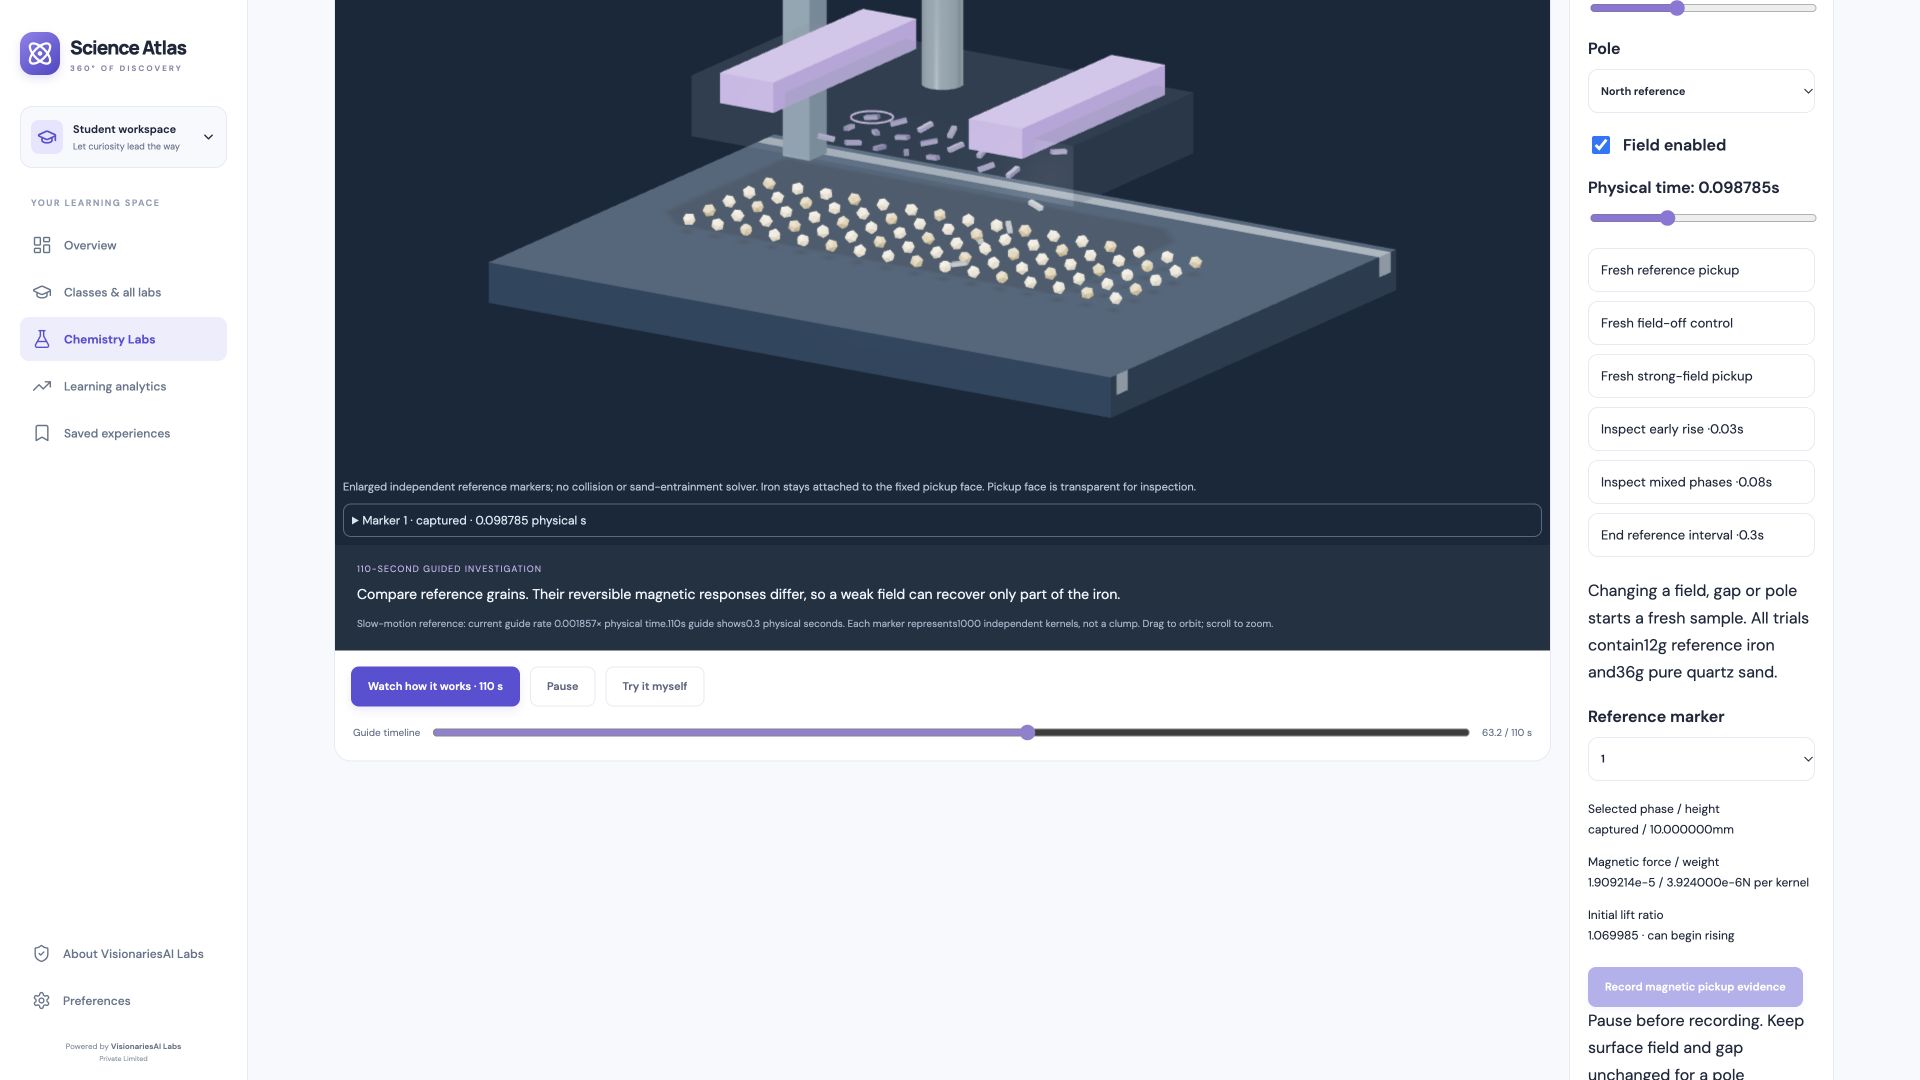 Science Atlas
360° OF DISCOVERY
Student workspace
Let curiosity lead the way
YOUR LEARNING SPACE
Overview
Classes & all labs
Chemistry Labs
Learning analytics
Saved experiences
About VisionariesAI Labs
Preferences
Powered by VisionariesAI Labs
Private Limited
Enlarged independent reference markers; no collision or sand-entrainment solver. Iron stays attached to the fixed pickup face. Pickup face is transparent for inspection.
▶ Marker 1 · captured · 0.098785 physical s
110-SECOND GUIDED INVESTIGATION
Compare reference grains. Their reversible magnetic responses differ, so a weak field can recover only part of the iron.
Slow-motion reference: current guide rate 0.001857× physical time.110s guide shows0.3 physical seconds. Each marker represents1000 independent kernels, not a clump. Drag to orbit; scroll to zoom.
Watch how it works · 110 s
Pause
Try it myself
Guide timeline
63.2 / 110 s
Pole
North reference
Field enabled
Physical time: 0.098785s
Fresh reference pickup
Fresh field-off control
Fresh strong-field pickup
Inspect early rise ·0.03s
Inspect mixed phases ·0.08s
End reference interval ·0.3s
Changing a field, gap or pole
starts a fresh sample. All trials
contain12g reference iron
and36g pure quartz sand.
Reference marker
1
Selected phase / height
captured / 10.000000mm
Magnetic force / weight
1.909214e-5 / 3.924000e-6N per kernel
Initial lift ratio
1.069985 · can begin rising
Record magnetic pickup evidence
Pause before recording. Keep
surface field and gap
unchanged for a pole